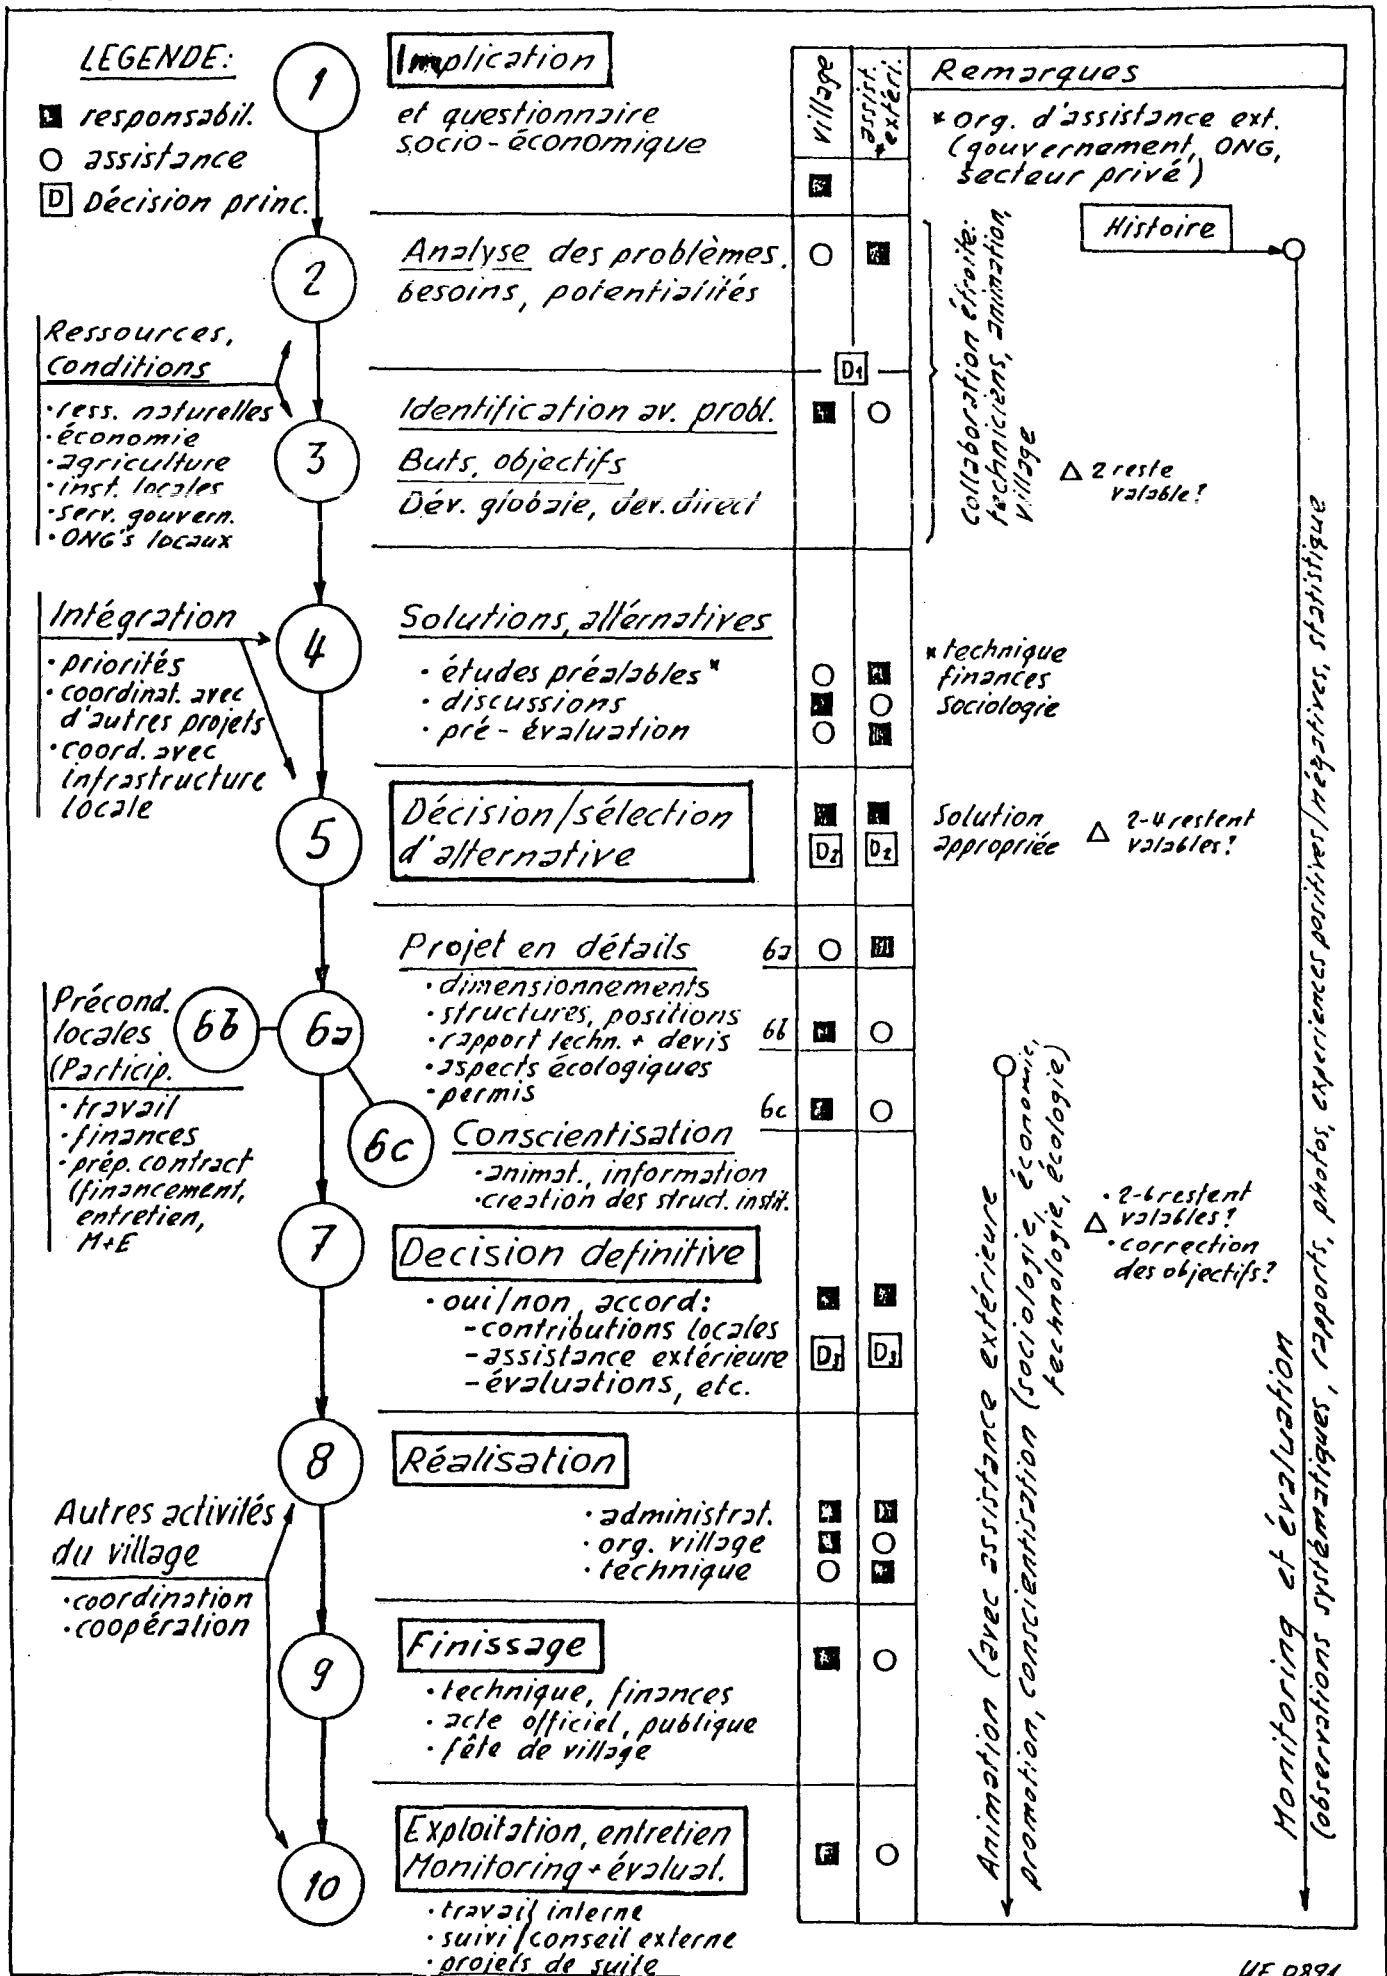 LEGENDE:
responsabil.
assistance
D Décision princ.
1
Implication
et questionnaire
socio-économique
village
assist.
* extéri.
Remarques
* org. d'assistance ext.
(gouvernement, ONG,
secteur privé)
Histoire
2
Analyse des problèmes,
besoins, potentialités
Collaboration étroite:
techniciens, animation,
village
D1
Ressources,
Conditions
• ress. naturelles
• économie
• agriculture
• inst. locales
• serv. gouvern.
• ONG's locaux
3
Identification av. probl.
Buts, objectifs
Dév. globale, dév. direct
△ 2 reste
valable?
Intégration
• priorités
• coordinat. avec
d'autres projets
• coord. avec
infrastructure
locale
4
Solutions, altérnatives
• études préalables *
• discussions
• pré-évaluation
* technique
finances
sociologie
5
Décision/sélection
d'alternative
D2
D2
Solution
appropriée
△ 2-4 restent
valables?
Précond.
locales
(Particip.
• travail
• finances
• prép. contract
(financement,
entretien,
M+E
6b
6a
6c
Projet en détails
• dimensionnements
• structures, positions
• rapport techn. + devis
• aspects écologiques
• permis
6a
6b
6c
Conscientisation
• animat., information
• creation des struct. instit.
7
Decision definitive
• oui/non, accord:
- contributions locales
- assistance extérieure
- évaluations, etc.
D3
D3
• 2-6 restent
△ valables?
• correction
des objectifs?
8
Réalisation
• administrat.
• org. village
• technique
Autres activités
du village
• coordination
• coopération
9
Finissage
• technique, finances
• acte officiel, publique
• fête de village
10
Exploitation, entretien
Monitoring + évaluat.
• travail interne
• suivi/conseil externe
• projets de suite
Animation (avec assistance extérieure
promotion, conscientisation (sociologie, économie,
technologie, écologie)
Monitoring et évaluation
(observations systématiques, rapports, photos, experiences positives/négatives, statistique
UE 0891